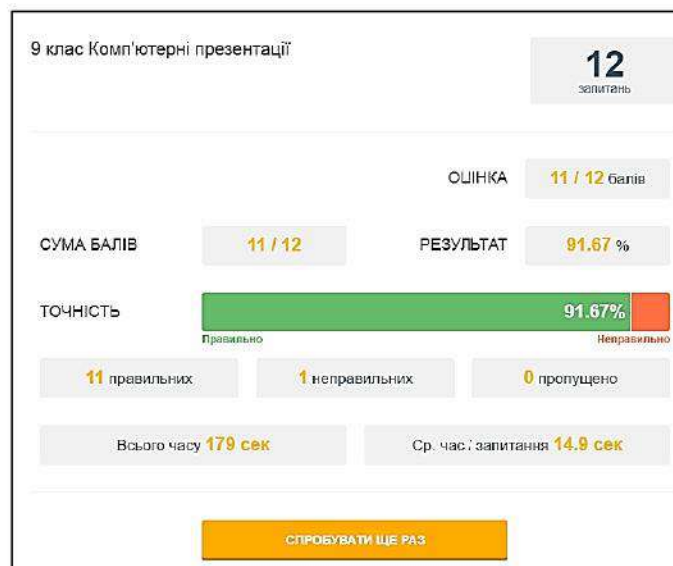 9 клас Комп'ютерні презентації
12
запитань
ОЦІНКА
11 / 12 балів
СУМА БАЛІВ
11 / 12
РЕЗУЛЬТАТ
91.67 %
ТОЧНІСТЬ
91.67%
Правильно
Неправильно
11 правильних
1 неправильних
0 пропущено
Всього часу 179 сек
Ср. час / запитання 14.9 сек
СПРОБУВАТИ ЩЕ РАЗ